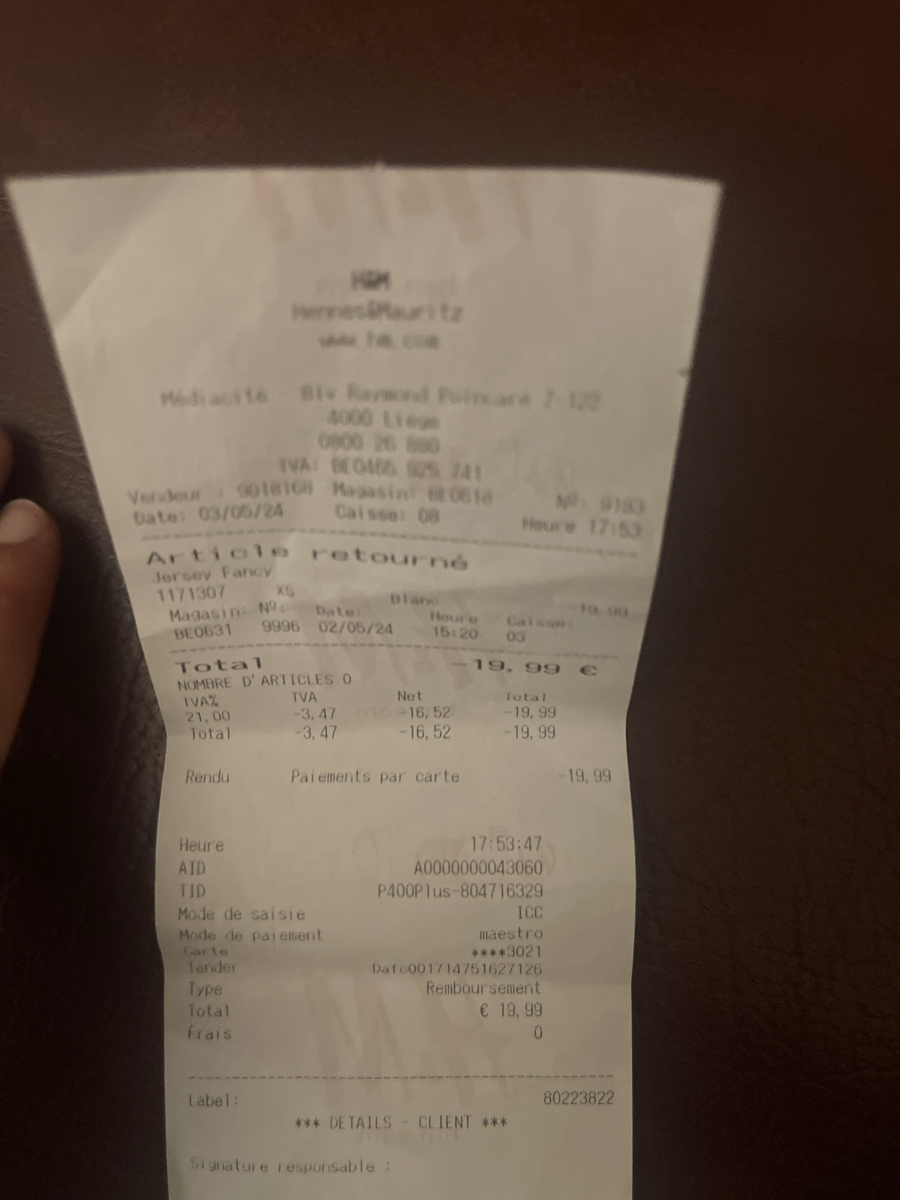 H&M
Hennes&Mauritz
www.hm.com
Médiacité - Blv Raymond Poincaré 7-122
4000 Liège
0800 26 880
IVA: BE0465 925 741
Vendeur : 9018168 Magasin: BE0618 Nº: 9183
Date: 03/05/24 Caisse: 08 Heure 17:53
Article retourné
Jersey Fancy
1171307 XS Blanc 19,99
Magasin: Nº: Date: Heure Caisse:
BE0631 9996 02/05/24 15:20 03
Total -19,99 €
NOMBRE D'ARTICLES 0
IVA% IVA Net Total
21,00 -3,47 -16,52 -19,99
Total -3,47 -16,52 -19,99
Rendu Paiements par carte -19,99
Heure 17:53:47
AID A0000000043060
TID P400Plus-804716329
Mode de saisie ICC
Mode de paiement maestro
Carte ****3021
Tender Dafc001714751627126
Type Remboursement
Total € 19,99
Frais 0
Label: 80223822
*** DETAILS - CLIENT ***
Signature responsable :